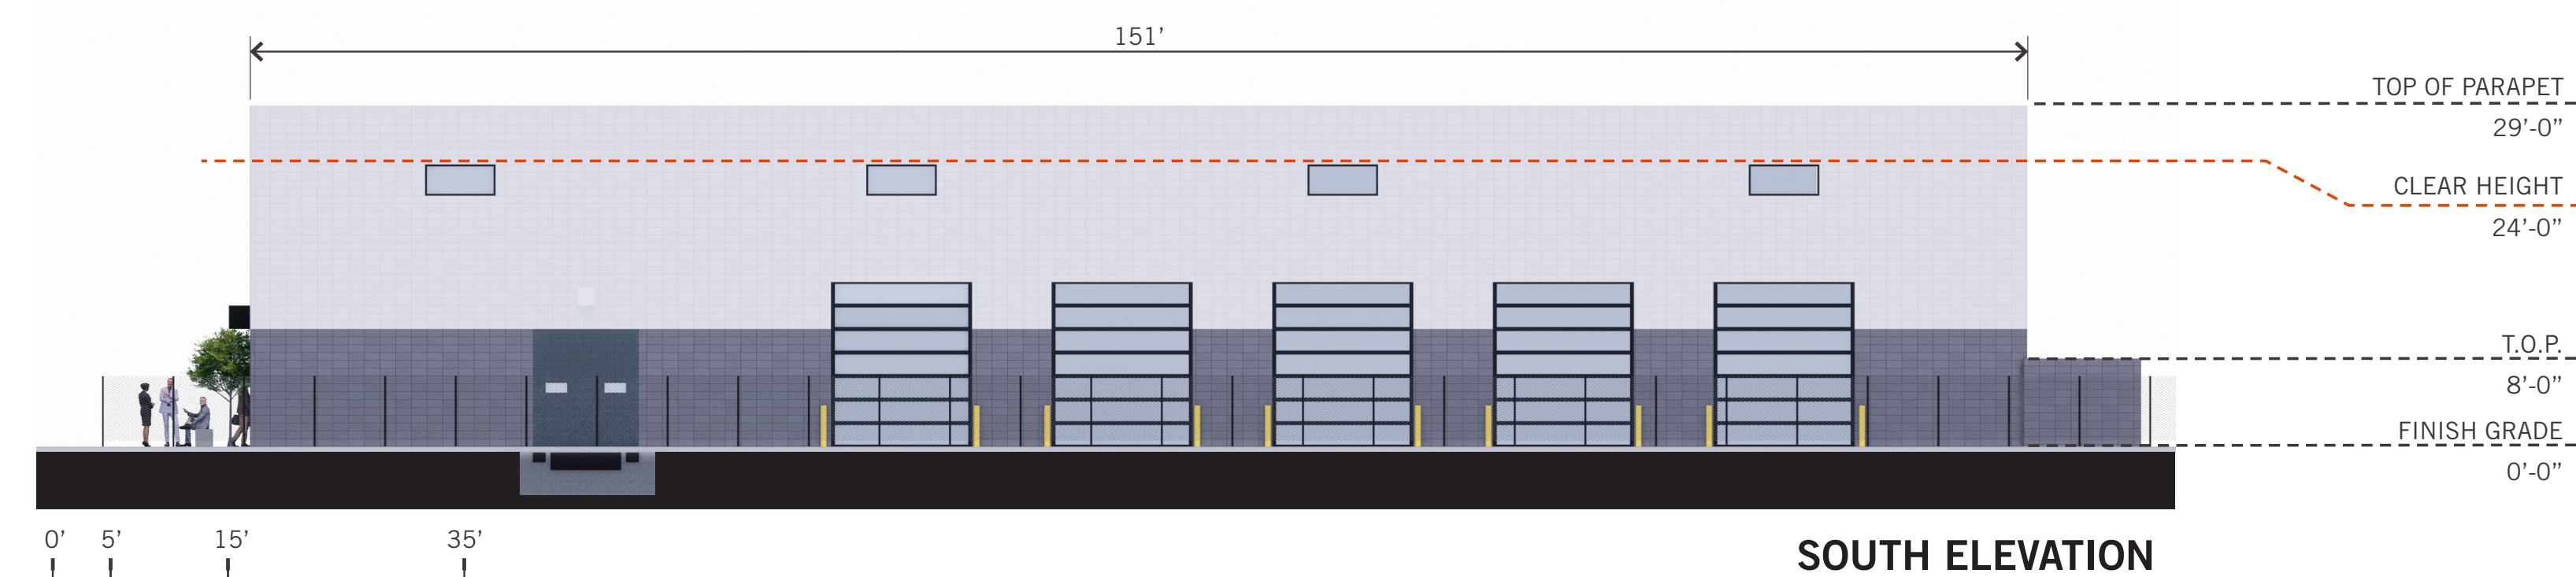 151’
TOP OF PARAPET
29’-0”
CLEAR HEIGHT
24’-0”
T.O.P.
8’-0”
FINISH GRADE
0’-0”
0’ 5’ 15’ 35’
SOUTH ELEVATION